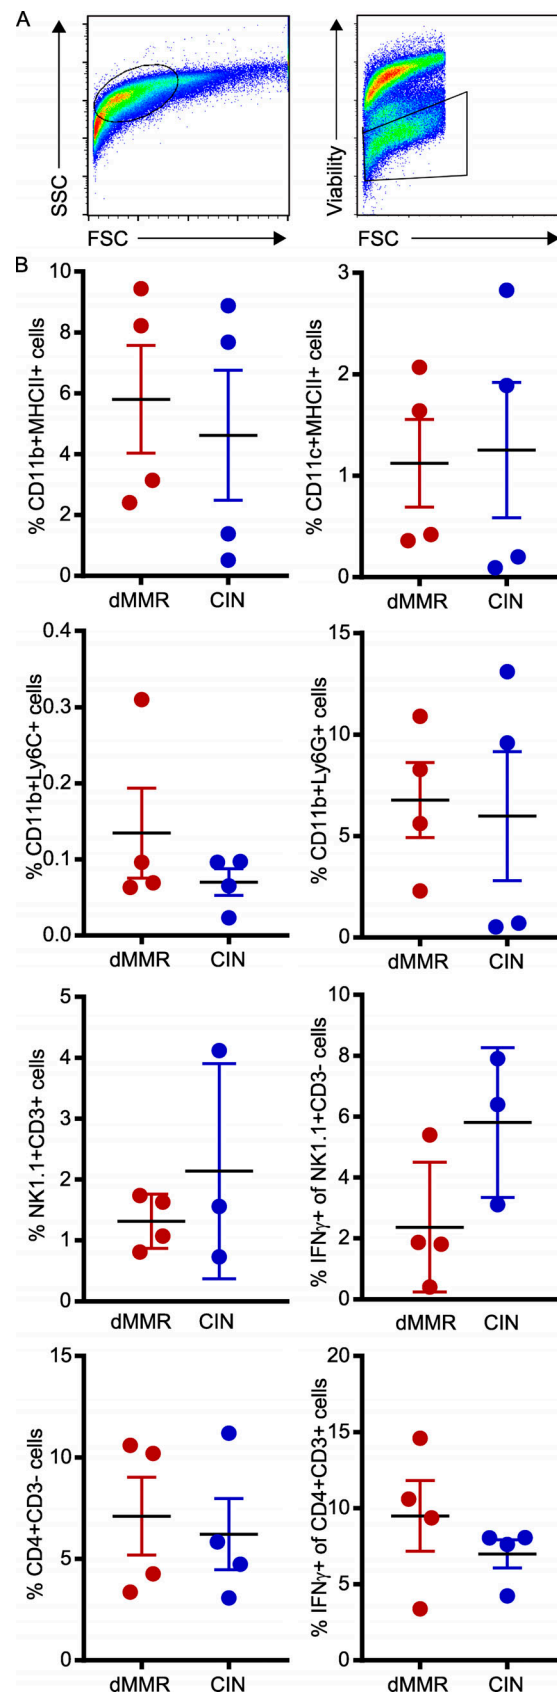 A
SSC
FSC
Viability
FSC
B
% CD11b+MHCII+ cells
10
8
6
4
2
0
dMMR CIN
% CD11c+MHCII+ cells
3
2
1
0
dMMR CIN
% CD11b+Ly6C+ cells
0.4
0.3
0.2
0.1
0.0
dMMR CIN
% CD11b+Ly6G+ cells
15
10
5
0
dMMR CIN
% NK1.1+CD3+ cells
5
4
3
2
1
0
dMMR CIN
% IFNγ+ of NK1.1+CD3- cells
10
8
6
4
2
0
dMMR CIN
% CD4+CD3- cells
15
10
5
0
dMMR CIN
% IFNγ+ of CD4+CD3+ cells
20
15
10
5
0
dMMR CIN